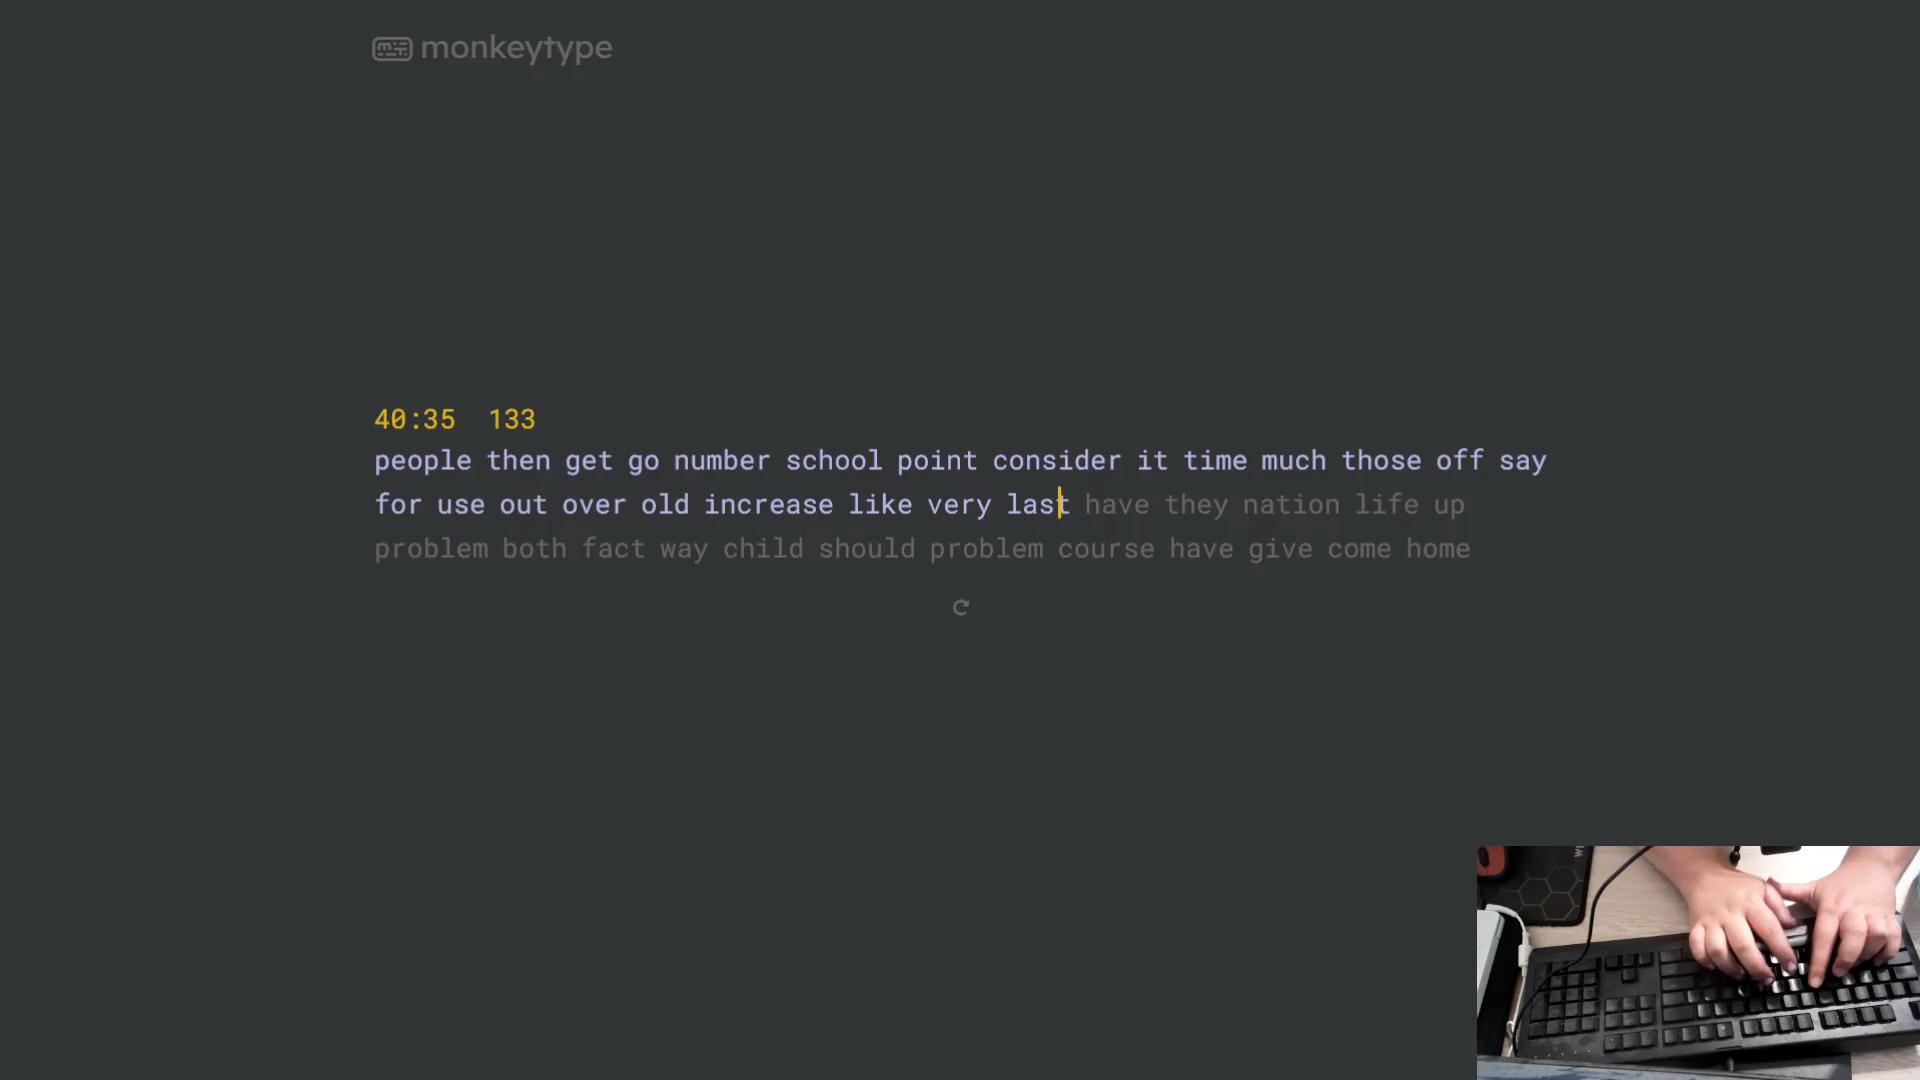 monkeytype
40:35 133
people then get go number school point consider it time much those off say
for use out over old increase like very last have they nation life up
problem both fact way child should problem course have give come home